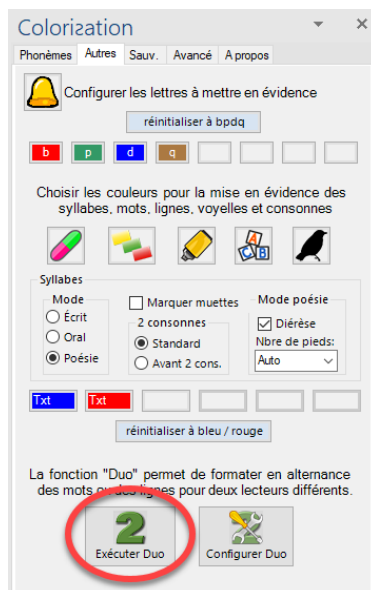 Colorization
Phonèmes Autres Sauv. Avancé A propos
Configurer les lettres à mettre en évidence
réinitialiser à bpdq
b p d q
Choisir les couleurs pour la mise en évidence des
syllabes, mots, lignes, voyelles et consonnes
A B C
Syllabes
Mode
Écrit
Oral
Poésie
Marquer muettes
2 consonnes
Standard
Avant 2 cons.
Mode poésie
Diérèse
Nbre de pieds:
Auto
Txt Txt
réinitialiser à bleu / rouge
La fonction "Duo" permet de formater en alternance
des mots ou des lignes pour deux lecteurs différents.
2
Exécuter Duo
Configurer Duo